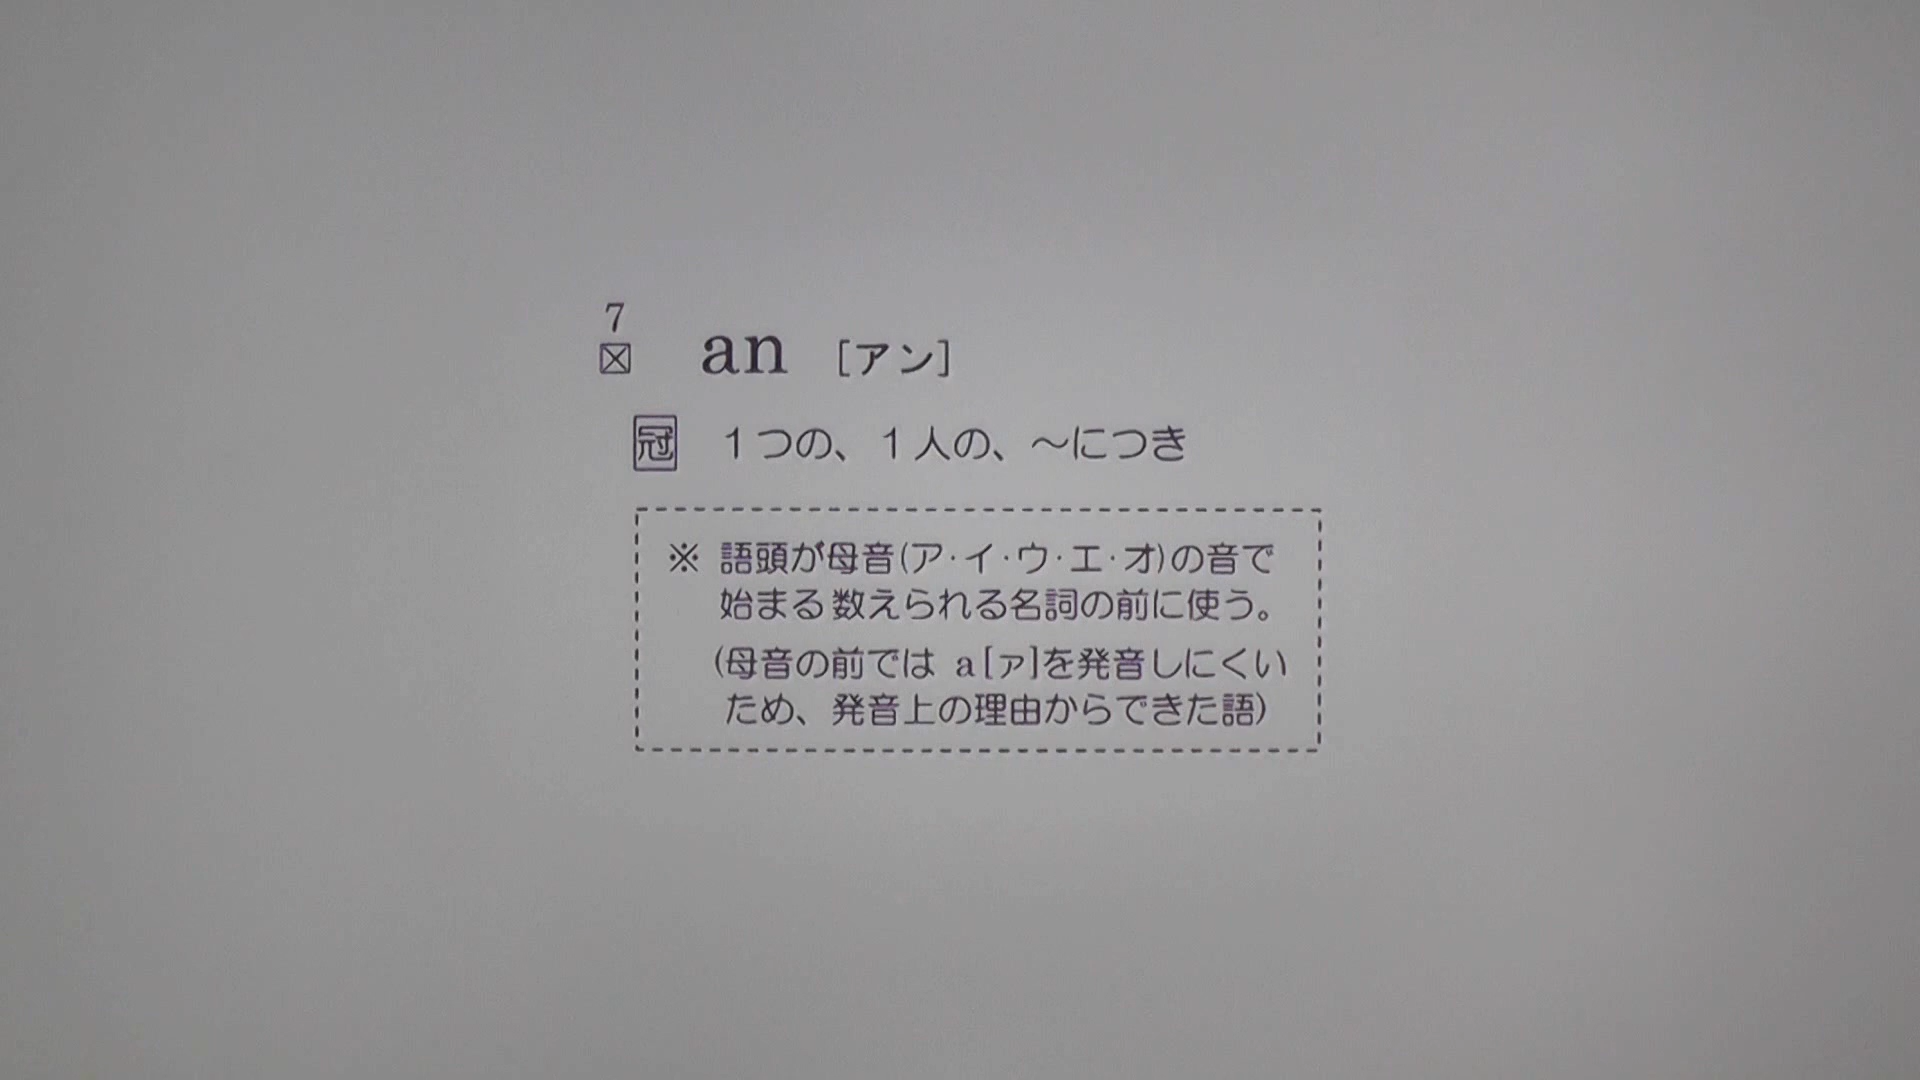 7
☒ an [アン]
冠 1つの、1人の、〜につき
※ 語頭が母音(ア・イ・ウ・エ・オ)の音で
始まる数えられる名詞の前に使う。
(母音の前では a[ァ]を発音しにくい
ため、発音上の理由からできた語)